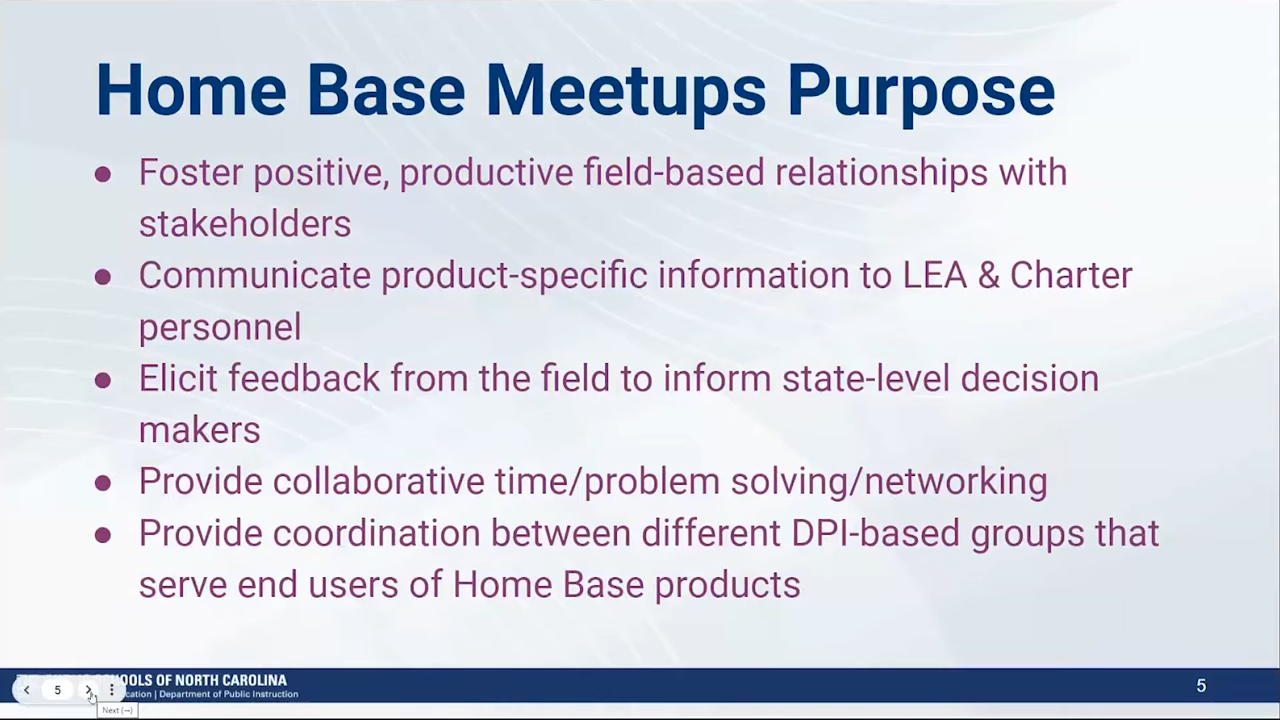 Home Base Meetups Purpose
● Foster positive, productive field-based relationships with
stakeholders
● Communicate product-specific information to LEA & Charter
personnel
● Elicit feedback from the field to inform state-level decision
makers
● Provide collaborative time/problem solving/networking
● Provide coordination between different DPI-based groups that
serve end users of Home Base products
OF NORTH CAROLINA
| Department of Public Instruction
5
5
Next (→)